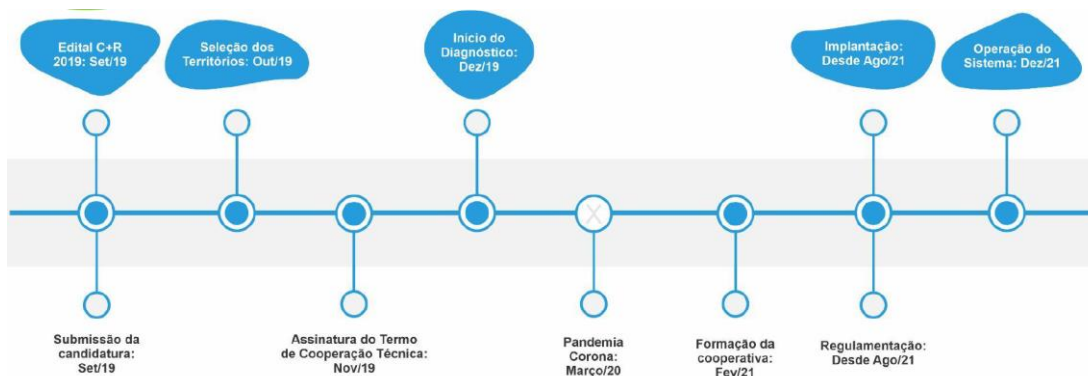 Edital C+R
2019: Set/19
Seleção dos
Territórios: Out/19
Início do
Diagnóstico:
Dez/19
Implantação:
Desde Ago/21
Operação do
Sistema: Dez/21
Submissão da
candidatura:
Set/19
Assinatura do Termo
de Cooperação Técnica:
Nov/19
Pandemia
Corona:
Março/20
Formação da
cooperativa:
Fev/21
Regulamentação:
Desde Ago/21